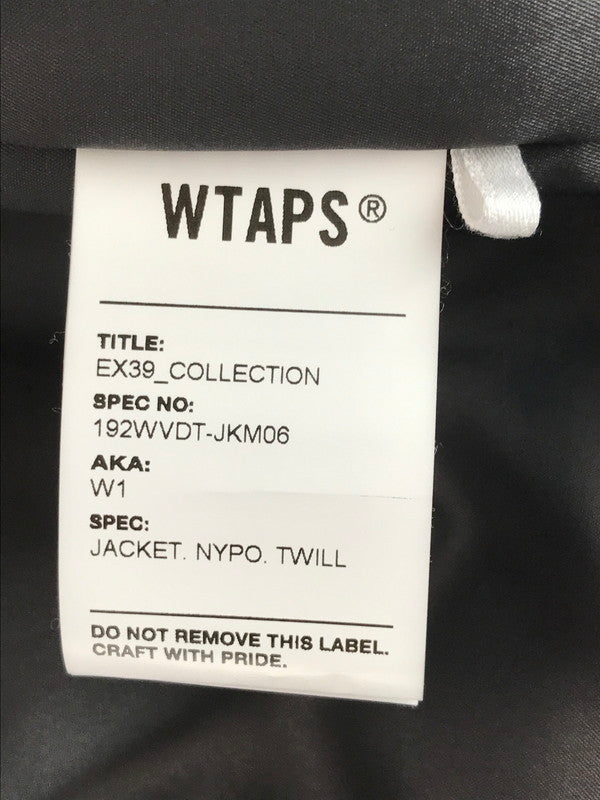 WTAPS®
TITLE:
EX39_COLLECTION
SPEC NO:
192WVDT-JKM06
AKA:
W1
SPEC:
JACKET. NYPO. TWILL
DO NOT REMOVE THIS LABEL.
CRAFT WITH PRIDE.